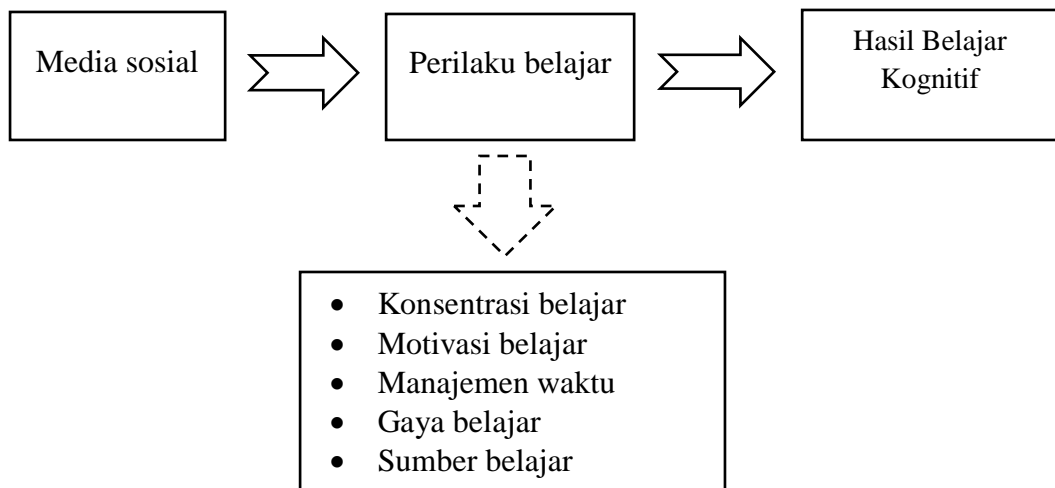 Media sosial
Perilaku belajar
Hasil Belajar
Kognitif
• Konsentrasi belajar
• Motivasi belajar
• Manajemen waktu
• Gaya belajar
• Sumber belajar